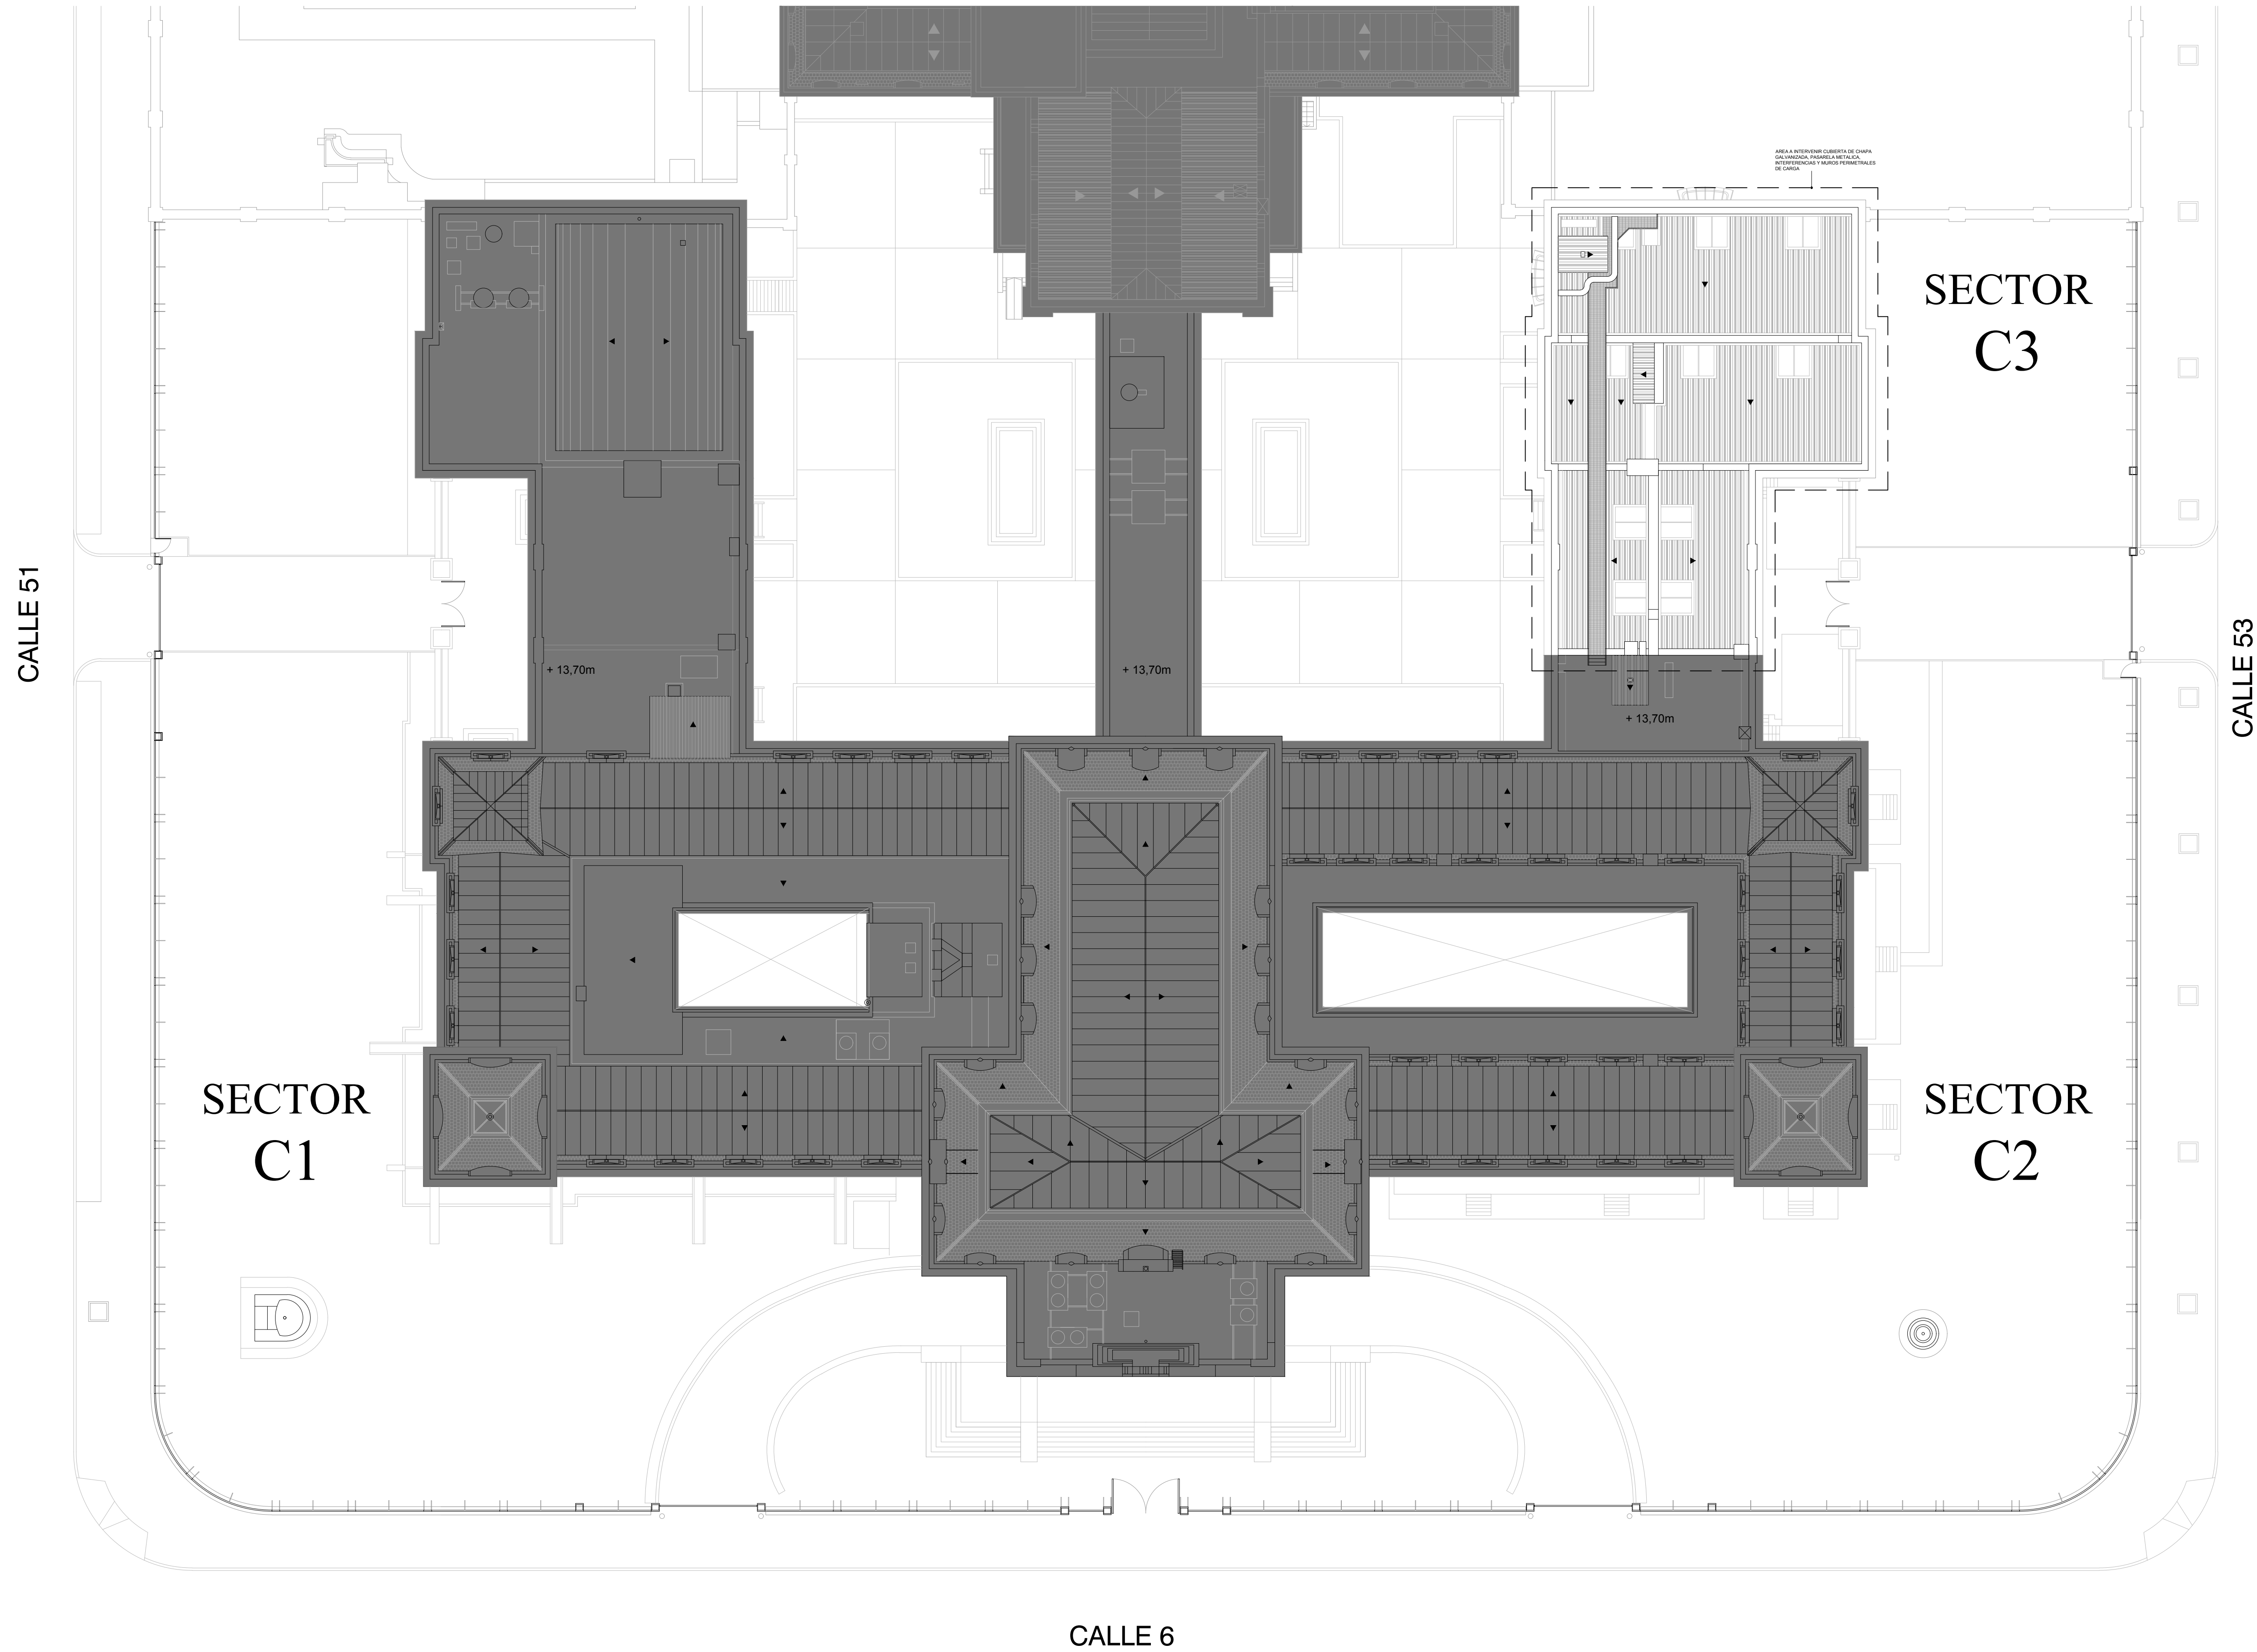 AREA A INTERVENIR CUBIERTA DE CHAPA
GALVANIZADA, PASARELA METALICA,
INTERFERENCIAS Y MUROS PERIMETRALES
DE CARGA
SECTOR
C3
CALLE 51
CALLE 53
+ 13,70m
+ 13,70m
+ 13,70m
SECTOR
C1
SECTOR
C2
CALLE 6